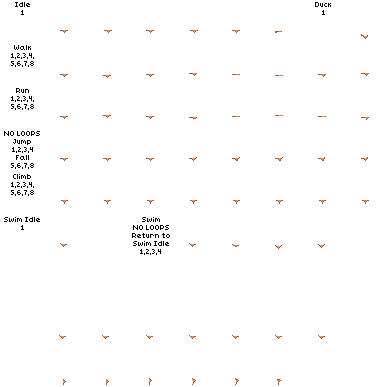 Idle
1
Duck
1
Walk
1,2,3,4,
5,6,7,8
Run
1,2,3,4,
5,6,7,8
NO LOOPS
Jump
1,2,3,4
Fall
5,6,7,8
Climb
1,2,3,4,
5,6,7,8
Swim Idle
1
Swim
NO LOOPS
Return to
Swim Idle
1,2,3,4